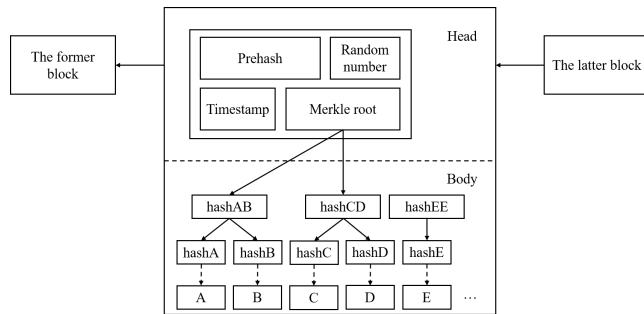 Head
The former
block
Prehash
Random
number
The latter block
Timestamp
Merkle root
Body
hashAB
hashCD
hashEE
hashA
hashB
hashC
hashD
hashE
A
B
C
D
E
...